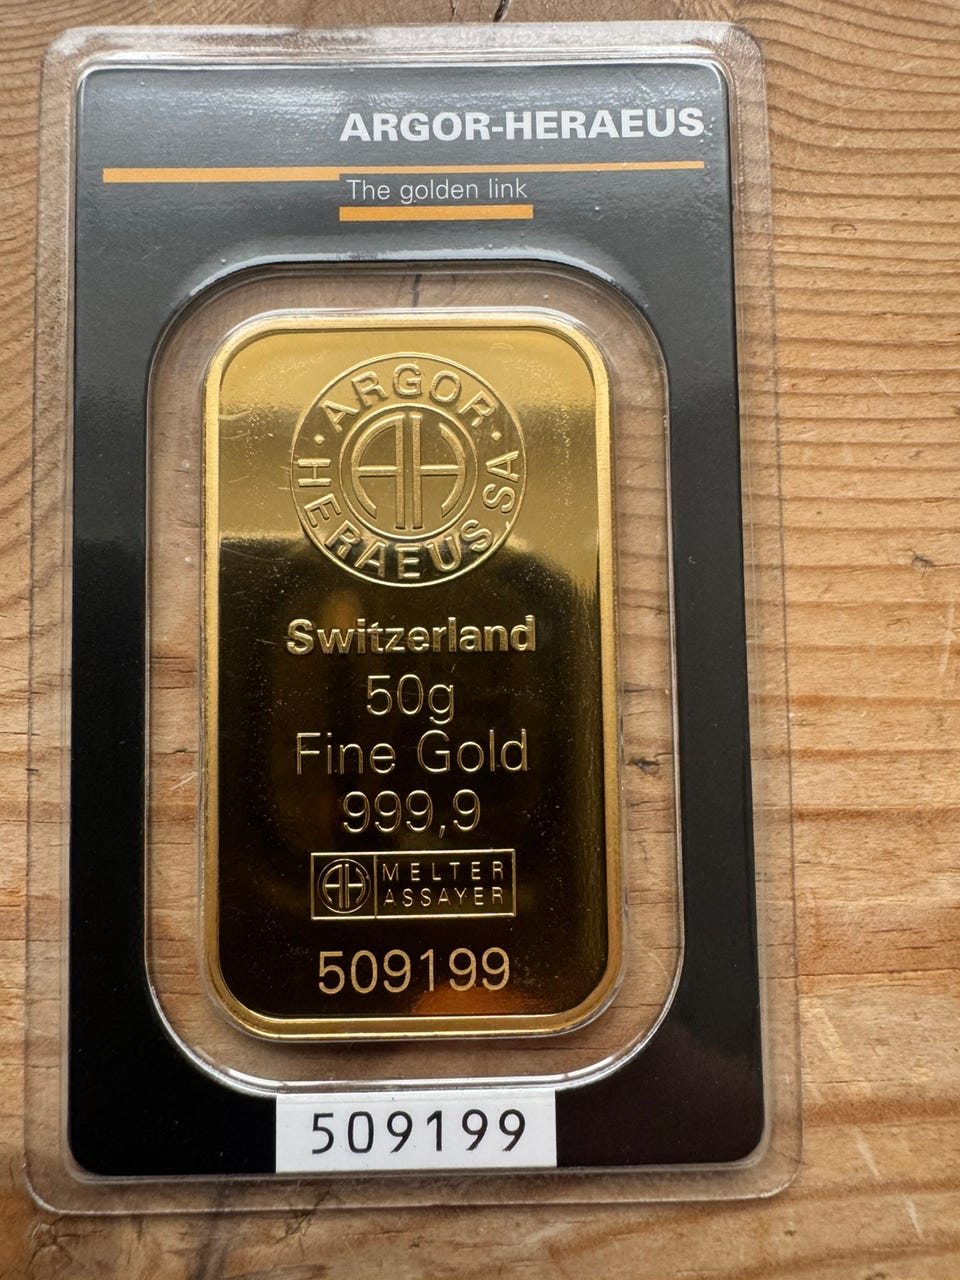 ARGOR-HERAEUS
The golden link
ARGOR
HERAEUS SA
AH
Switzerland
50g
Fine Gold
999,9
AH MELTER
ASSAYER
509199
509199